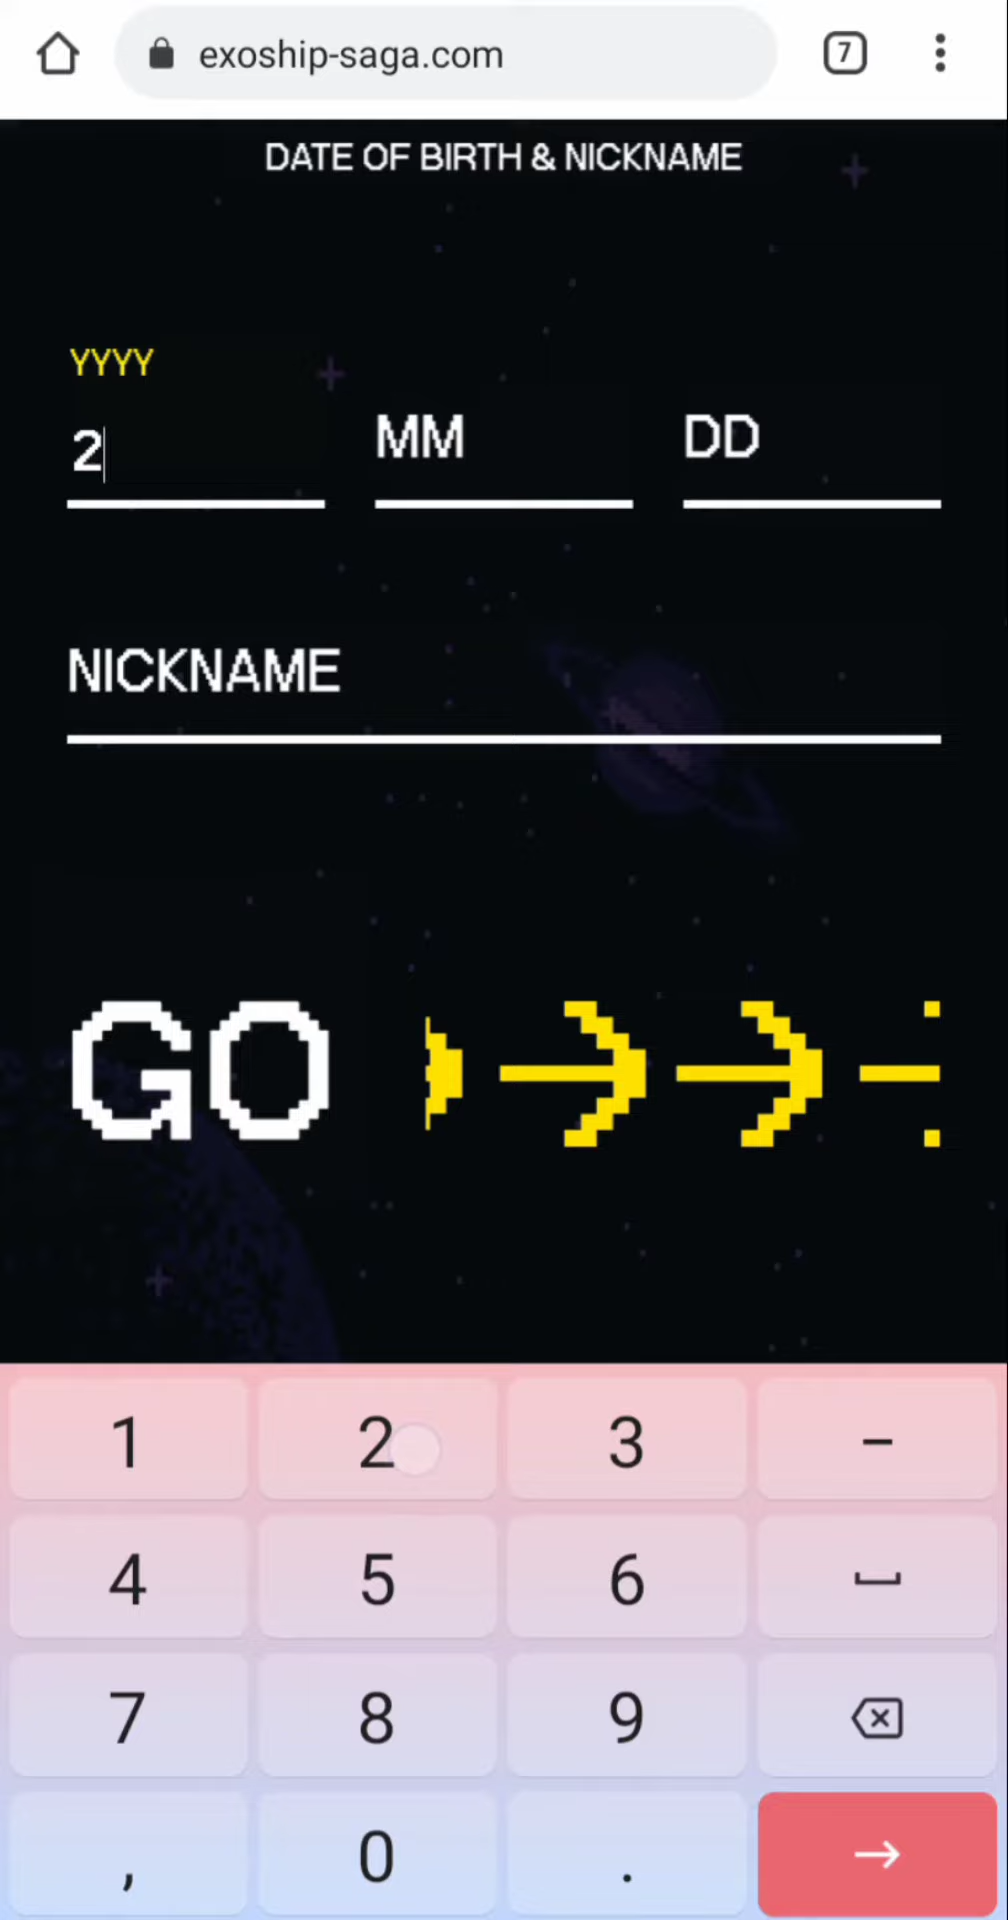 exoship-saga.com 7
DATE OF BIRTH & NICKNAME
YYYY
2 MM DD
NICKNAME
GO
1 2 3 -
4 5 6
7 8 9
, 0 .